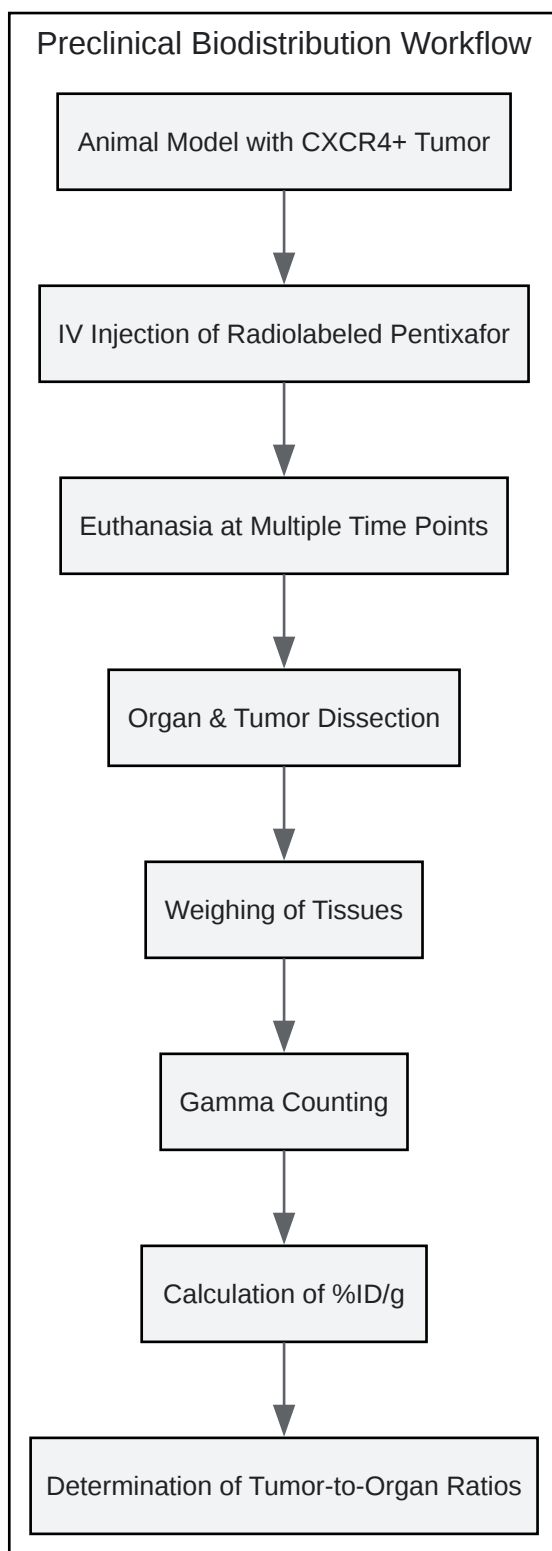 Preclinical Biodistribution Workflow
Animal Model with CXCR4+ Tumor
IV Injection of Radiolabeled Pentixafor
Euthanasia at Multiple Time Points
Organ & Tumor Dissection
Weighing of Tissues
Gamma Counting
Calculation of %ID/g
Determination of Tumor-to-Organ Ratios